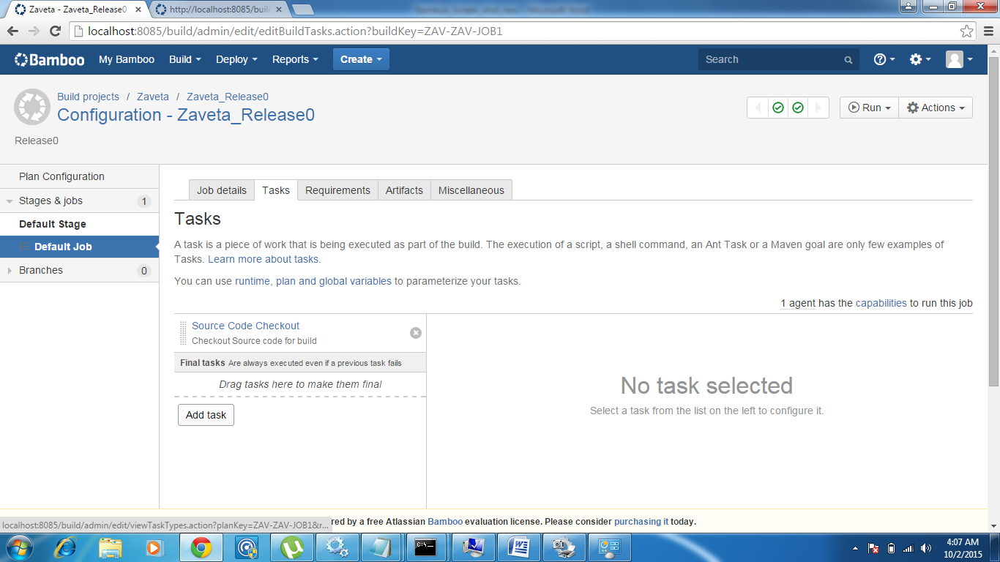 Zaveta - Zaveta_Release0
http://localhost:8085/buil
localhost:8085/build/admin/edit/editBuildTasks.action?buildKey=ZAV-ZAV-JOB1
Bamboo My Bamboo Build Deploy Reports Create Search
Build projects / Zaveta / Zaveta_Release0
Configuration - Zaveta_Release0
Run Actions
Release0
Plan Configuration
Stages & jobs 1
Default Stage
Default Job
Branches 0
Job details Tasks Requirements Artifacts Miscellaneous
Tasks
A task is a piece of work that is being executed as part of the build. The execution of a script, a shell command, an Ant Task or a Maven goal are only few examples of
Tasks. Learn more about tasks.
You can use runtime, plan and global variables to parameterize your tasks.
1 agent has the capabilities to run this job
Source Code Checkout
Checkout Source code for build
Final tasks Are always executed even if a previous task fails
Drag tasks here to make them final
Add task
No task selected
Select a task from the list on the left to configure it.
localhost:8085/build/admin/edit/viewTaskTypes.action?planKey=ZAV-ZAV-JOB1&r...
red by a free Atlassian Bamboo evaluation license. Please consider purchasing it today.
C:\
4:07 AM
10/2/2015